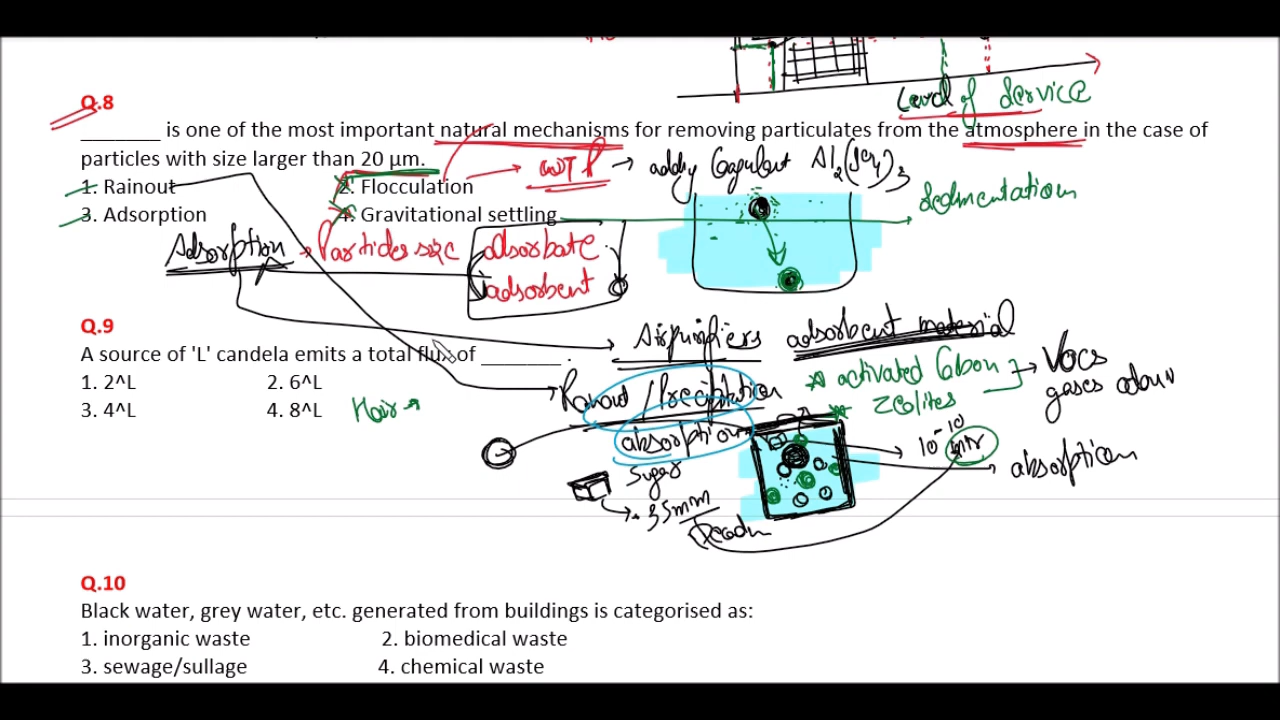 Level of Service
Q.8
________ is one of the most important natural mechanisms for removing particulates from the atmosphere in the case of
particles with size larger than 20 µm.
→ WTP → Coagulent Al2(SO4)3
1. Rainout 2. Flocculation
Sedimentation
3. Adsorption 4. Gravitational settling
Adsorption → Particles size adsorbate
adsorbent
Q.9
Airpurifiers adsorbent material
A source of 'L' candela emits a total flux of ________ .
activated Carbon → VOCs
1. 2^L 2. 6^L
Rainout / Precipitation
Zeolites gases odour
3. 4^L 4. 8^L Hair →
absorption
10^-10 mtr
absorption
Sugar
35mm
Q.10
Black water, grey water, etc. generated from buildings is categorised as:
1. inorganic waste 2. biomedical waste
3. sewage/sullage 4. chemical waste